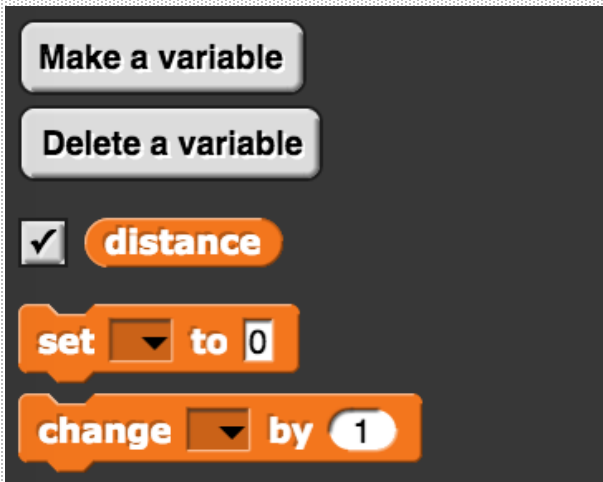 Make a variable
Delete a variable
distance
set to 0
change by 1